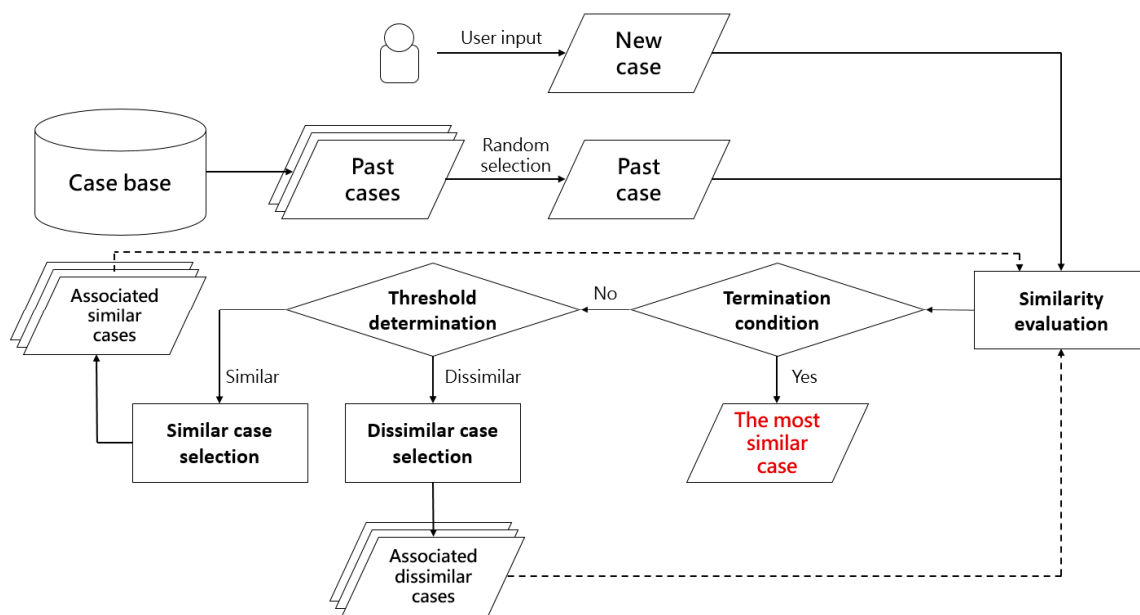 User input
New
case
Case base
Past
cases
Random
selection
Past
case
Associated
similar
cases
Threshold
determination
No
Termination
condition
Similarity
evaluation
Similar
Dissimilar
Yes
Similar case
selection
Dissimilar case
selection
The most
similar
case
Associated
dissimilar
cases